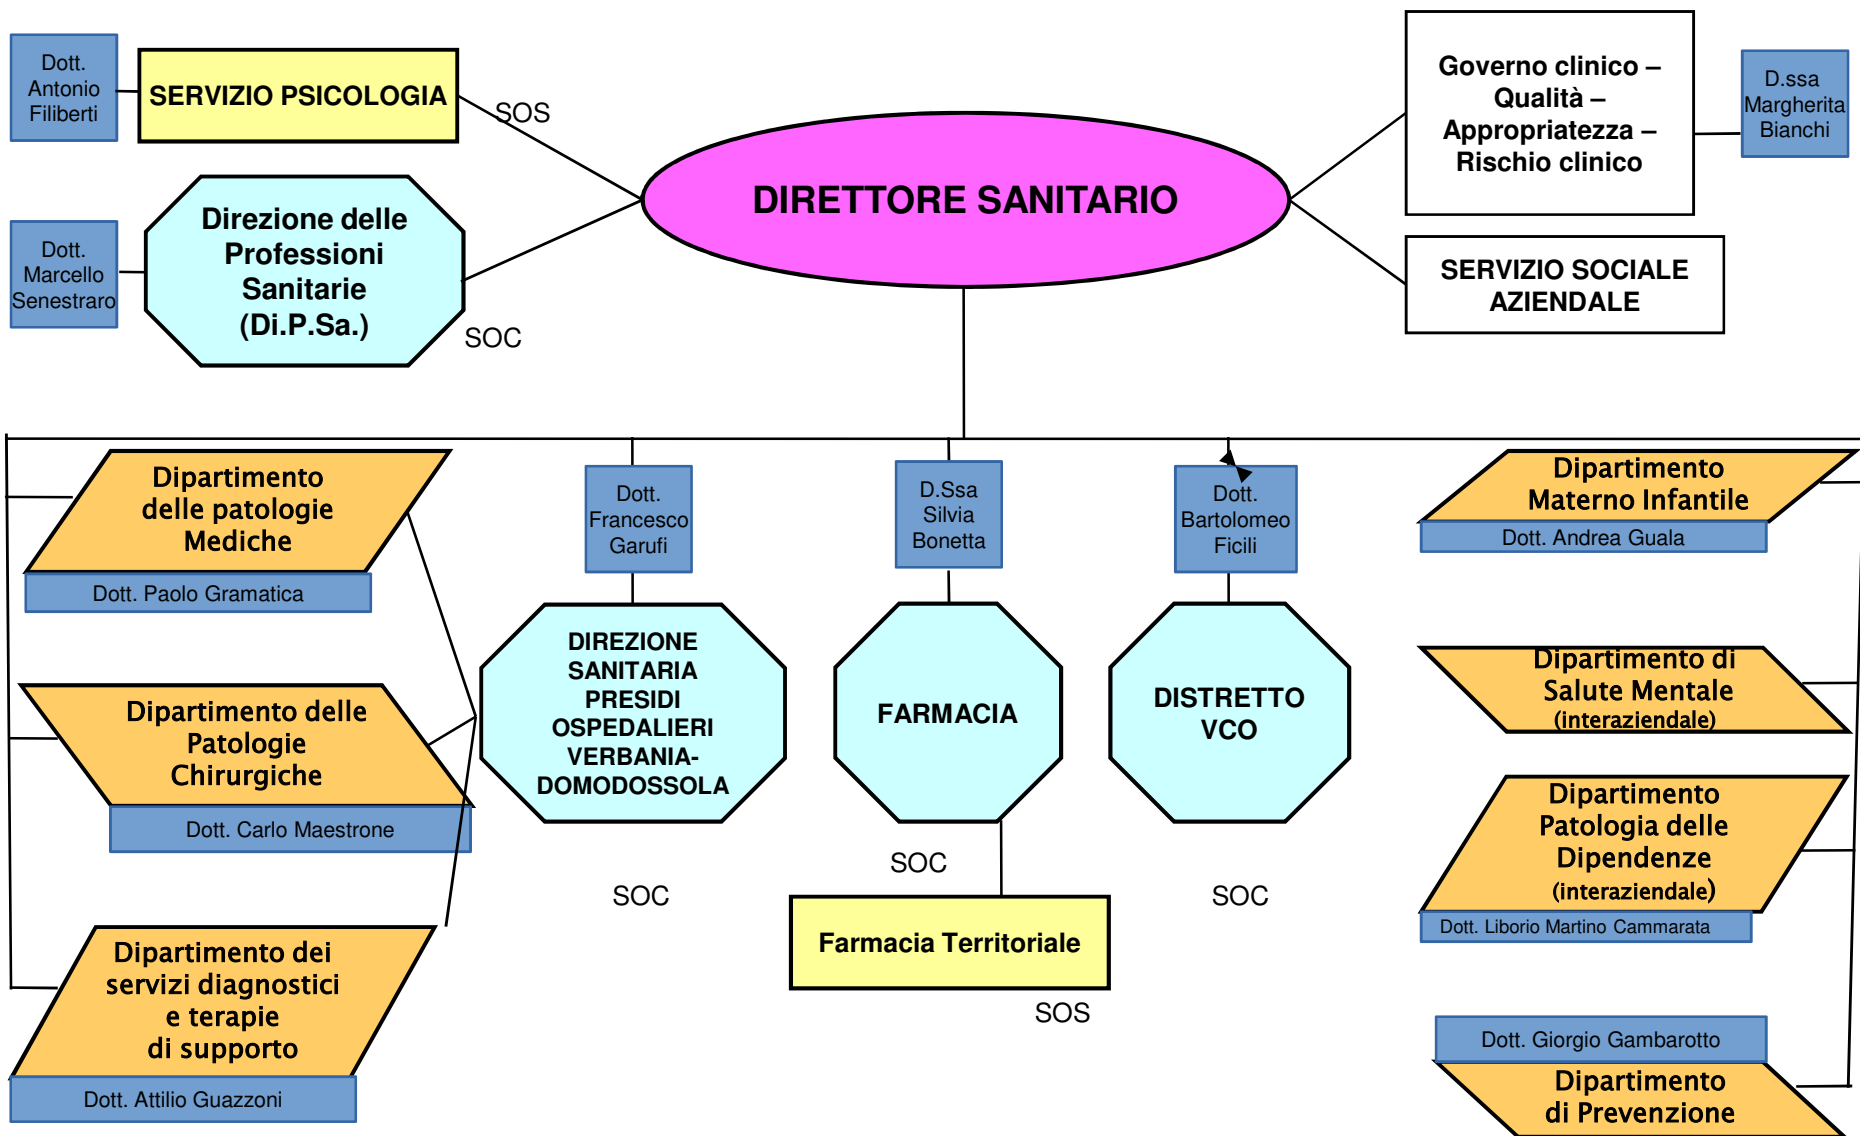 Dott.
Antonio
Filiberti
SERVIZIO PSICOLOGIA
SOS
Dott.
Marcello
Senestraro
Direzione delle
Professioni
Sanitarie
(Di.P.Sa.)
SOC
DIRETTORE SANITARIO
Governo clinico –
Qualità –
Appropriatezza –
Rischio clinico
D.ssa
Margherita
Bianchi
SERVIZIO SOCIALE
AZIENDALE
Dipartimento
delle patologie
Mediche
Dott. Paolo Gramatica
Dipartimento delle
Patologie
Chirurgiche
Dott. Carlo Maestrone
Dipartimento dei
servizi diagnostici
e terapie
di supporto
Dott. Attilio Guazzoni
Dott.
Francesco
Garufi
DIREZIONE
SANITARIA
PRESIDI
OSPEDALIERI
VERBANIA-
DOMODOSSOLA
SOC
D.Ssa
Silvia
Bonetta
FARMACIA
SOC
Farmacia Territoriale
SOS
Dott.
Bartolomeo
Ficili
DISTRETTO
VCO
SOC
Dipartimento
Materno Infantile
Dott. Andrea Guala
Dipartimento di
Salute Mentale
(interaziendale)
Dipartimento
Patologia delle
Dipendenze
(interaziendale)
Dott. Liborio Martino Cammarata
Dott. Giorgio Gambarotto
Dipartimento
di Prevenzione